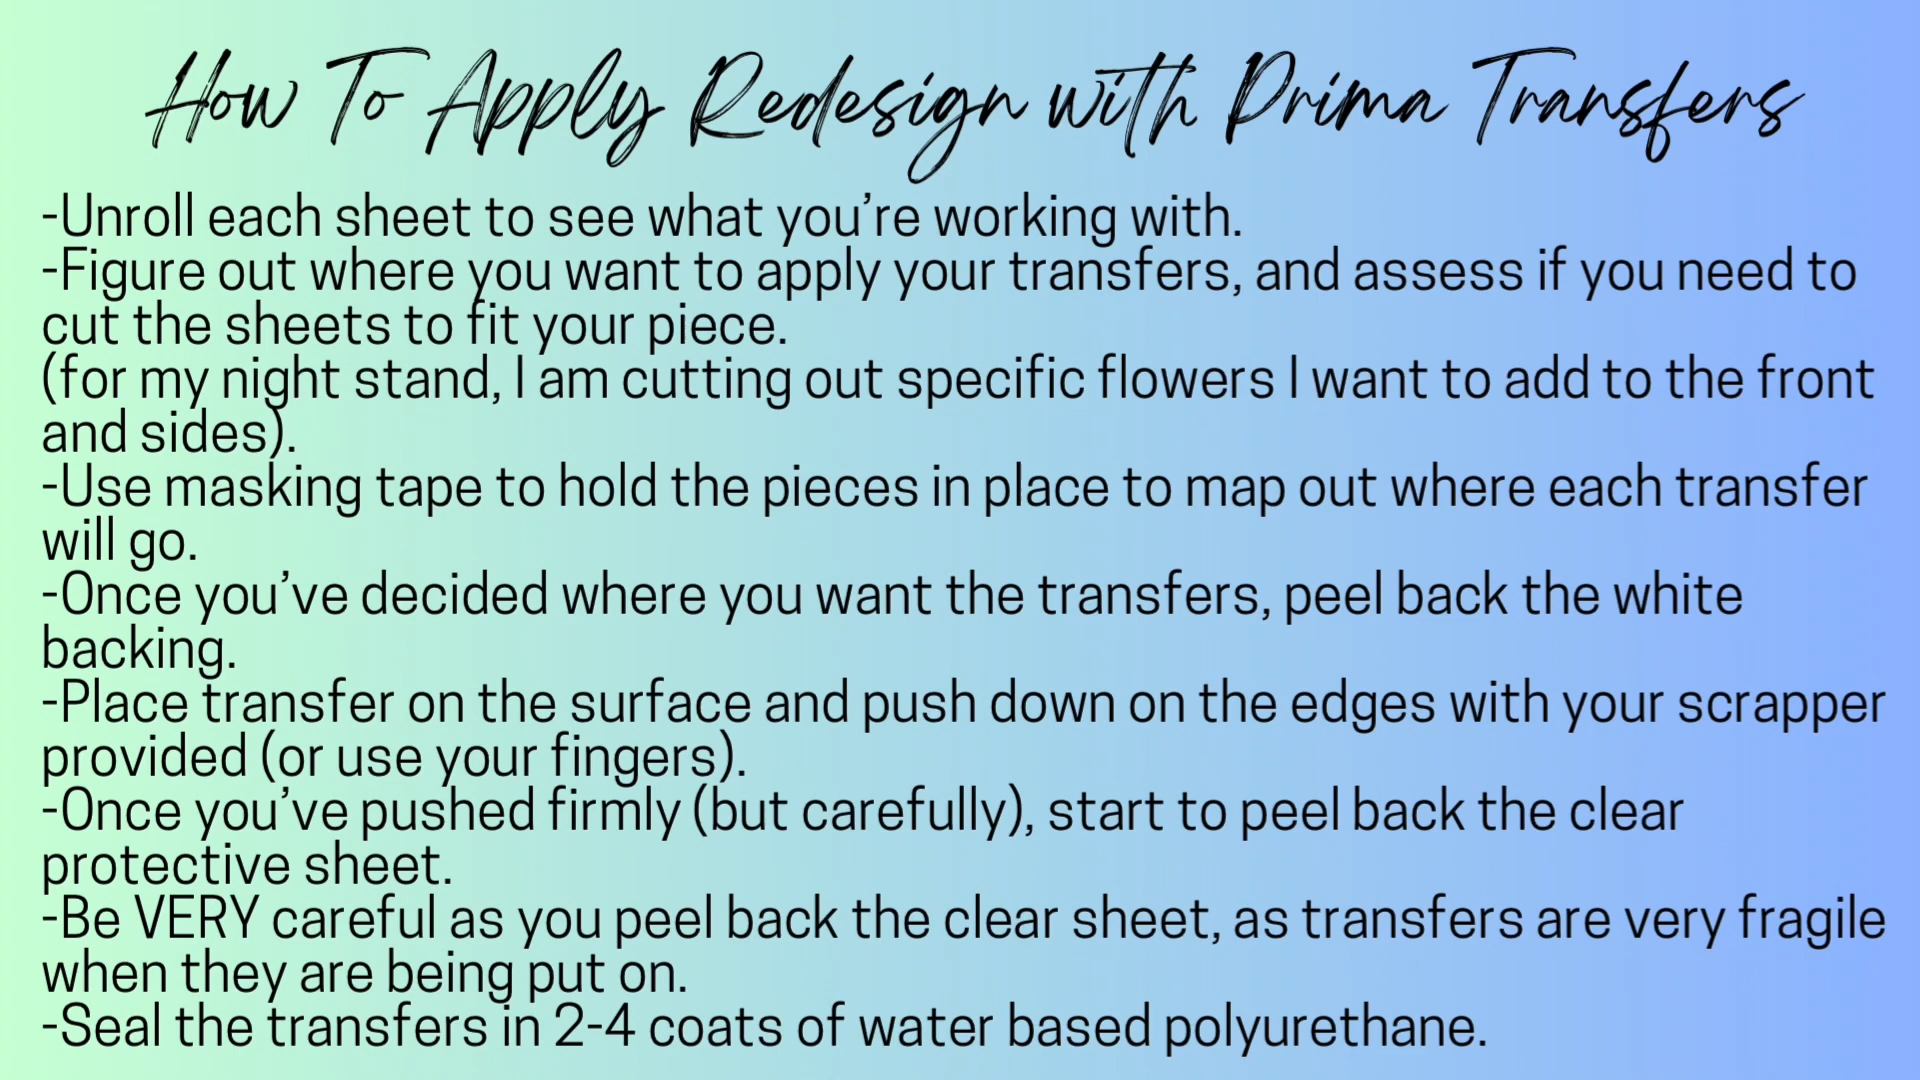 How To Apply Redesign with Prima Transfers
-Unroll each sheet to see what you’re working with.
-Figure out where you want to apply your transfers, and assess if you need to
cut the sheets to fit your piece.
(for my night stand, I am cutting out specific flowers I want to add to the front
and sides).
-Use masking tape to hold the pieces in place to map out where each transfer
will go.
-Once you’ve decided where you want the transfers, peel back the white
backing.
-Place transfer on the surface and push down on the edges with your scrapper
provided (or use your fingers).
-Once you’ve pushed firmly (but carefully), start to peel back the clear
protective sheet.
-Be VERY careful as you peel back the clear sheet, as transfers are very fragile
when they are being put on.
-Seal the transfers in 2-4 coats of water based polyurethane.